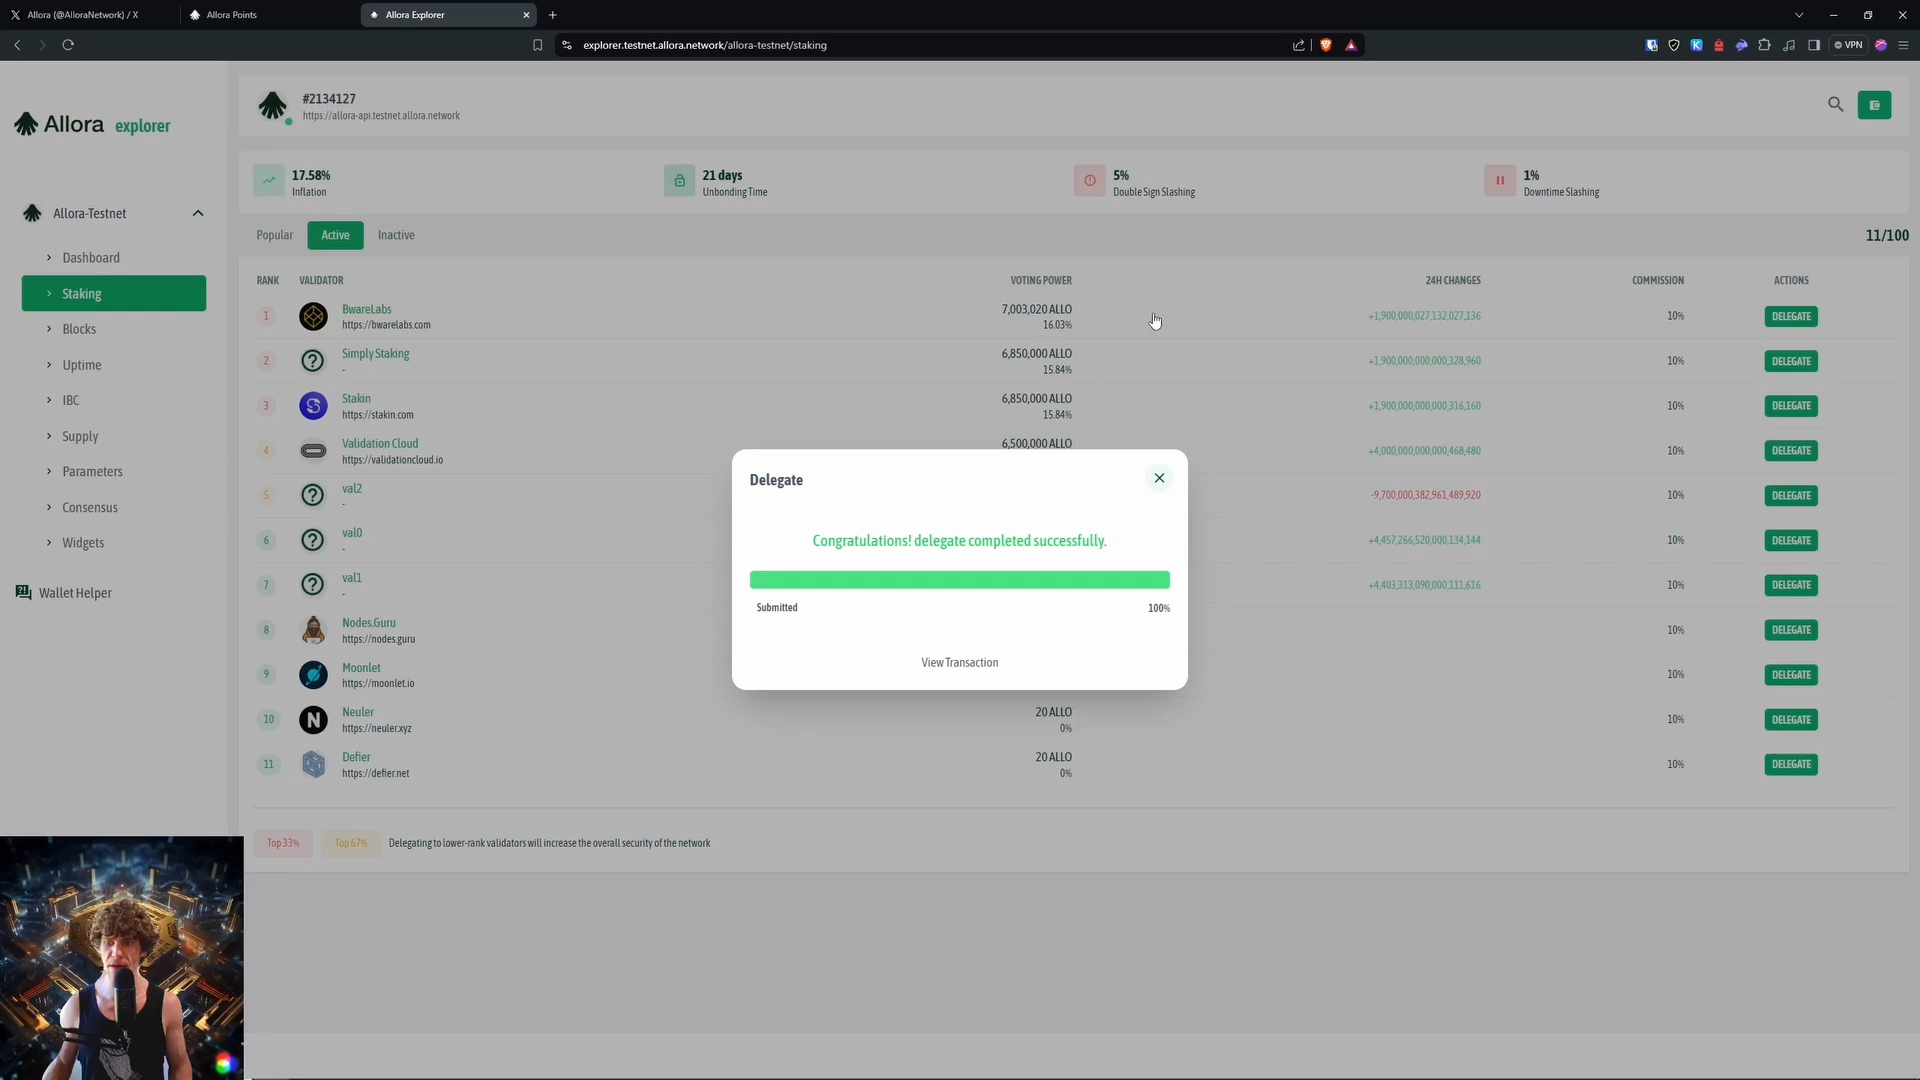 Allora (@AlloraNetwork) / X
Allora Points
Allora Explorer
explorer.testnet.allora.network/allora-testnet/staking
VPN
Allora explorer
#2134127
https://allora-api.testnet.allora.network
17.58%
Inflation
21 days
Unbonding Time
5%
Double Sign Slashing
1%
Downtime Slashing
Allora-Testnet
Dashboard
Staking
Blocks
Uptime
IBC
Supply
Parameters
Consensus
Widgets
Wallet Helper
Popular Active Inactive 11/100
RANK VALIDATOR VOTING POWER 24H CHANGES COMMISSION ACTIONS
1 BwareLabs 7,003,020 ALLO +1,900,000,027,132,027,136 10% DELEGATE
https://bwarelabs.com 16.03%
2 Simply Staking 6,850,000 ALLO +1,900,000,000,000,328,960 10% DELEGATE
- 15.84%
3 Stakin 6,850,000 ALLO +1,900,000,000,000,316,160 10% DELEGATE
https://stakin.com 15.84%
4 Validation Cloud 6,500,000 ALLO +4,000,000,000,000,468,480 10% DELEGATE
https://validationcloud.io
5 val2 -9,700,000,382,961,489,920 10% DELEGATE
-
6 val0 +4,457,266,520,000,134,144 10% DELEGATE
-
7 val1 +4,403,313,090,000,111,616 10% DELEGATE
-
8 Nodes.Guru 10% DELEGATE
https://nodes.guru
9 Moonlet 10% DELEGATE
https://moonlet.io
10 Neuler 20 ALLO 10% DELEGATE
https://neuler.xyz 0%
11 Defier 20 ALLO 10% DELEGATE
https://defier.net 0%
Top 33% Top 67% Delegating to lower-rank validators will increase the overall security of the network
Delegate
Congratulations! delegate completed successfully.
Submitted 100%
View Transaction